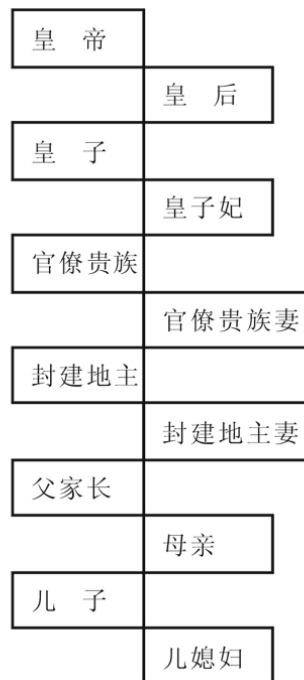 皇 帝
皇 后
皇 子
皇子妃
官僚贵族
官僚贵族妻
封建地主
封建地主妻
父家长
母亲
儿 子
儿媳妇